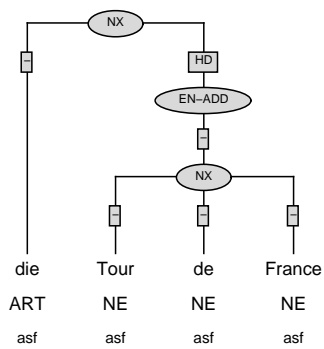 NX
– HD
EN–ADD
–
NX
– – –
die Tour de France
ART NE NE NE
asf asf asf asf